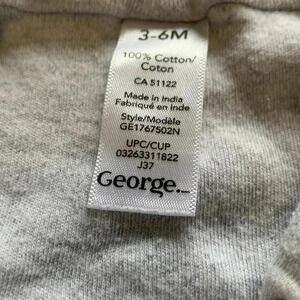 3-6M
100% Cotton/
Coton
CA 51122
Made in India
Fabriqué en inde
Style/Modèle
GE1767502N
UPC/CUP
03263311822
J37
George._